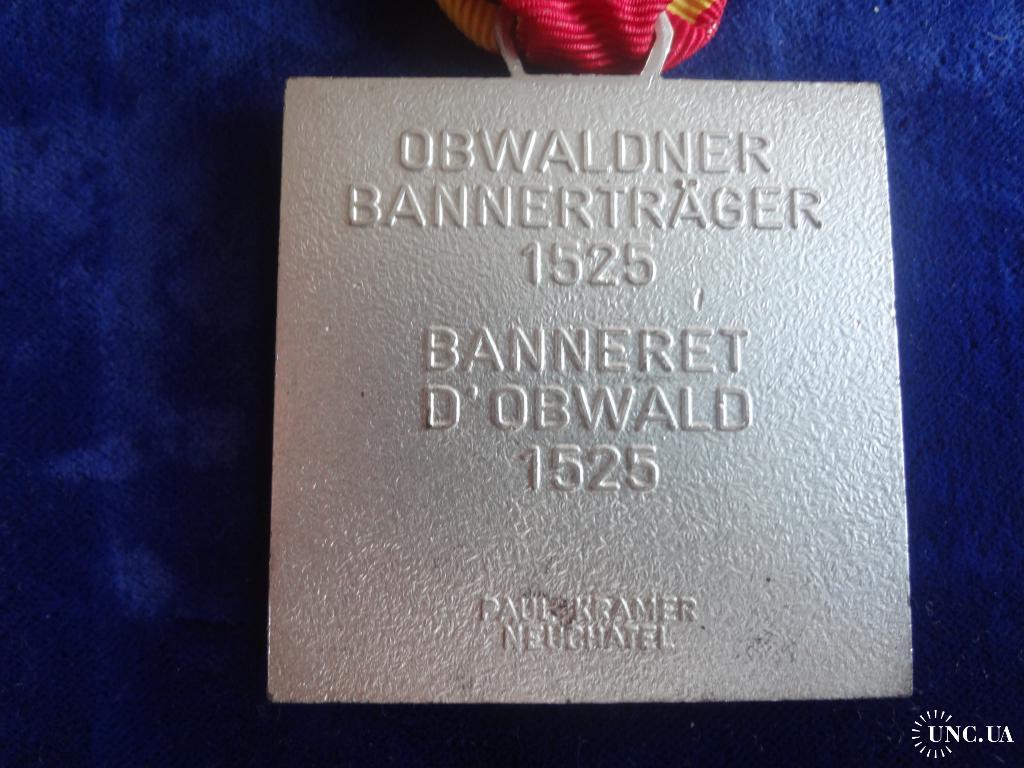 OBWALDNER
BANNERTRÄGER
1525
BANNERET
D'OBWALD
1525
PAUL KRAMER
NEUCHATEL
UNC.UA